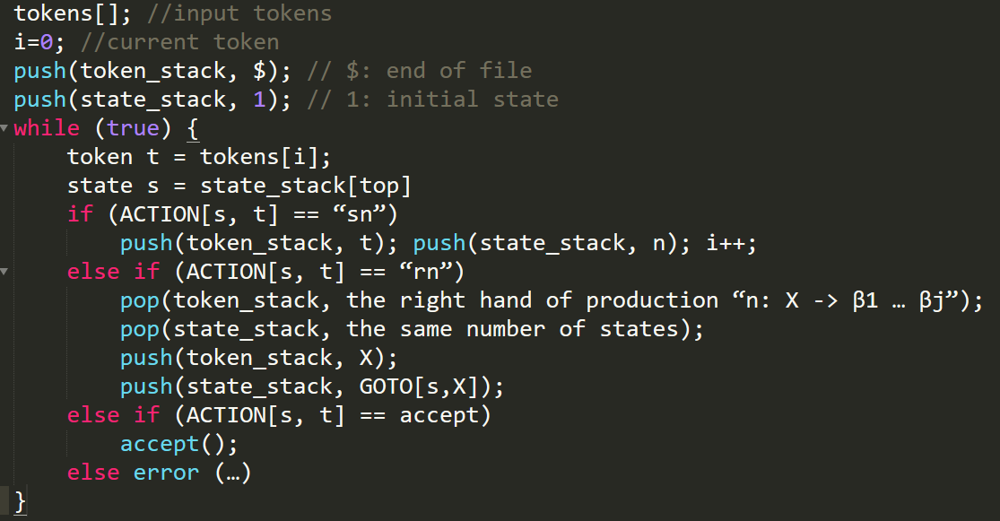 tokens[]; //input tokens
i=0; //current token
push(token_stack, $); // $: end of file
push(state_stack, 1); // 1: initial state
while (true) {
    token t = tokens[i];
    state s = state_stack[top]
    if (ACTION[s, t] == “sn”)
        push(token_stack, t); push(state_stack, n); i++;
    else if (ACTION[s, t] == “rn”)
        pop(token_stack, the right hand of production “n: X -> β1 … βj”);
        pop(state_stack, the same number of states);
        push(token_stack, X);
        push(state_stack, GOTO[s,X]);
    else if (ACTION[s, t] == accept)
        accept();
    else error (…)
}